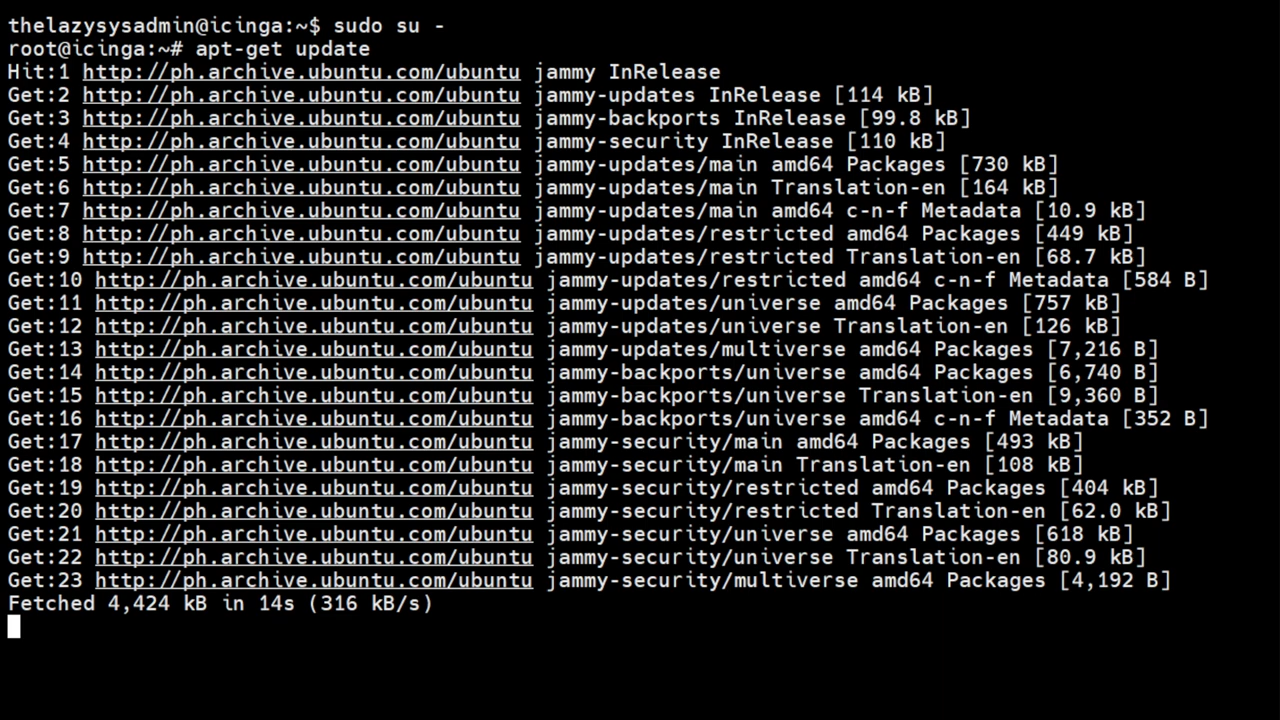 thelazysysadmin@icinga:~$ sudo su -
root@icinga:~# apt-get update
Hit:1 http://ph.archive.ubuntu.com/ubuntu jammy InRelease
Get:2 http://ph.archive.ubuntu.com/ubuntu jammy-updates InRelease [114 kB]
Get:3 http://ph.archive.ubuntu.com/ubuntu jammy-backports InRelease [99.8 kB]
Get:4 http://ph.archive.ubuntu.com/ubuntu jammy-security InRelease [110 kB]
Get:5 http://ph.archive.ubuntu.com/ubuntu jammy-updates/main amd64 Packages [730 kB]
Get:6 http://ph.archive.ubuntu.com/ubuntu jammy-updates/main Translation-en [164 kB]
Get:7 http://ph.archive.ubuntu.com/ubuntu jammy-updates/main amd64 c-n-f Metadata [10.9 kB]
Get:8 http://ph.archive.ubuntu.com/ubuntu jammy-updates/restricted amd64 Packages [449 kB]
Get:9 http://ph.archive.ubuntu.com/ubuntu jammy-updates/restricted Translation-en [68.7 kB]
Get:10 http://ph.archive.ubuntu.com/ubuntu jammy-updates/restricted amd64 c-n-f Metadata [584 B]
Get:11 http://ph.archive.ubuntu.com/ubuntu jammy-updates/universe amd64 Packages [757 kB]
Get:12 http://ph.archive.ubuntu.com/ubuntu jammy-updates/universe Translation-en [126 kB]
Get:13 http://ph.archive.ubuntu.com/ubuntu jammy-updates/multiverse amd64 Packages [7,216 B]
Get:14 http://ph.archive.ubuntu.com/ubuntu jammy-backports/universe amd64 Packages [6,740 B]
Get:15 http://ph.archive.ubuntu.com/ubuntu jammy-backports/universe Translation-en [9,360 B]
Get:16 http://ph.archive.ubuntu.com/ubuntu jammy-backports/universe amd64 c-n-f Metadata [352 B]
Get:17 http://ph.archive.ubuntu.com/ubuntu jammy-security/main amd64 Packages [493 kB]
Get:18 http://ph.archive.ubuntu.com/ubuntu jammy-security/main Translation-en [108 kB]
Get:19 http://ph.archive.ubuntu.com/ubuntu jammy-security/restricted amd64 Packages [404 kB]
Get:20 http://ph.archive.ubuntu.com/ubuntu jammy-security/restricted Translation-en [62.0 kB]
Get:21 http://ph.archive.ubuntu.com/ubuntu jammy-security/universe amd64 Packages [618 kB]
Get:22 http://ph.archive.ubuntu.com/ubuntu jammy-security/universe Translation-en [80.9 kB]
Get:23 http://ph.archive.ubuntu.com/ubuntu jammy-security/multiverse amd64 Packages [4,192 B]
Fetched 4,424 kB in 14s (316 kB/s)